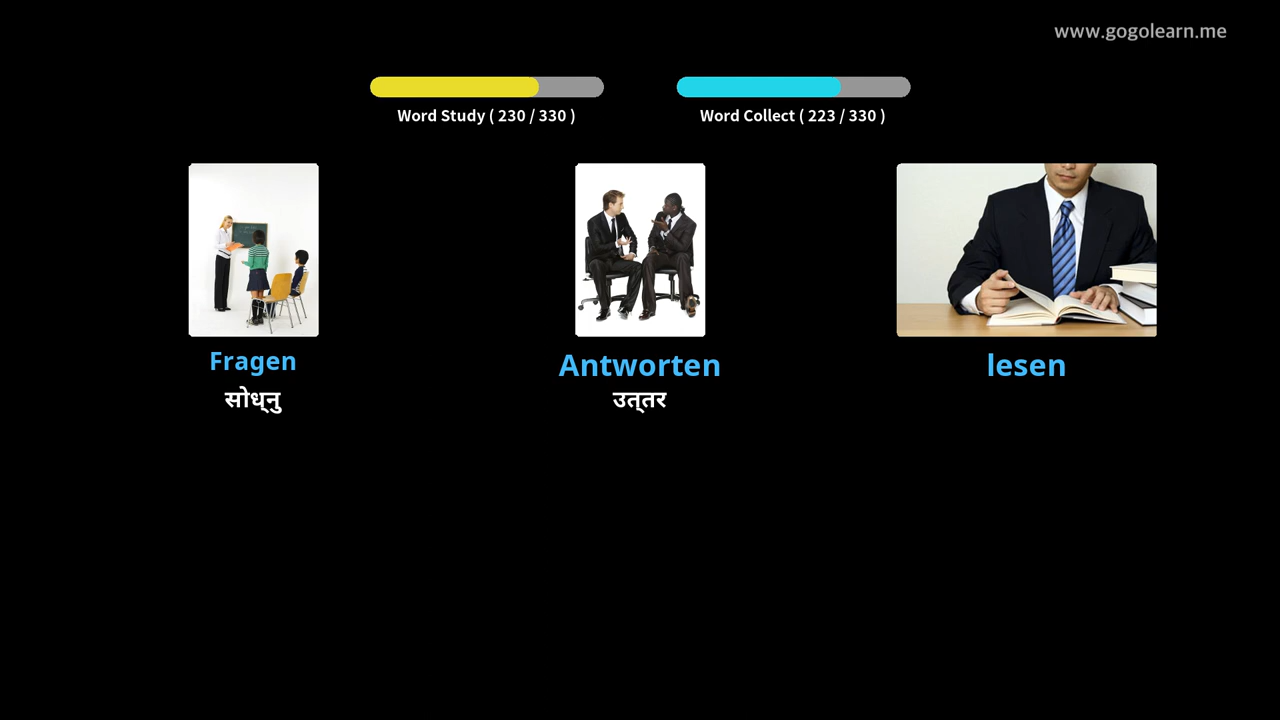 www.gogolearn.me
Word Study ( 230 / 330 )
Word Collect ( 223 / 330 )
Fragen
Antworten
lesen
सोध्नु
उत्तर